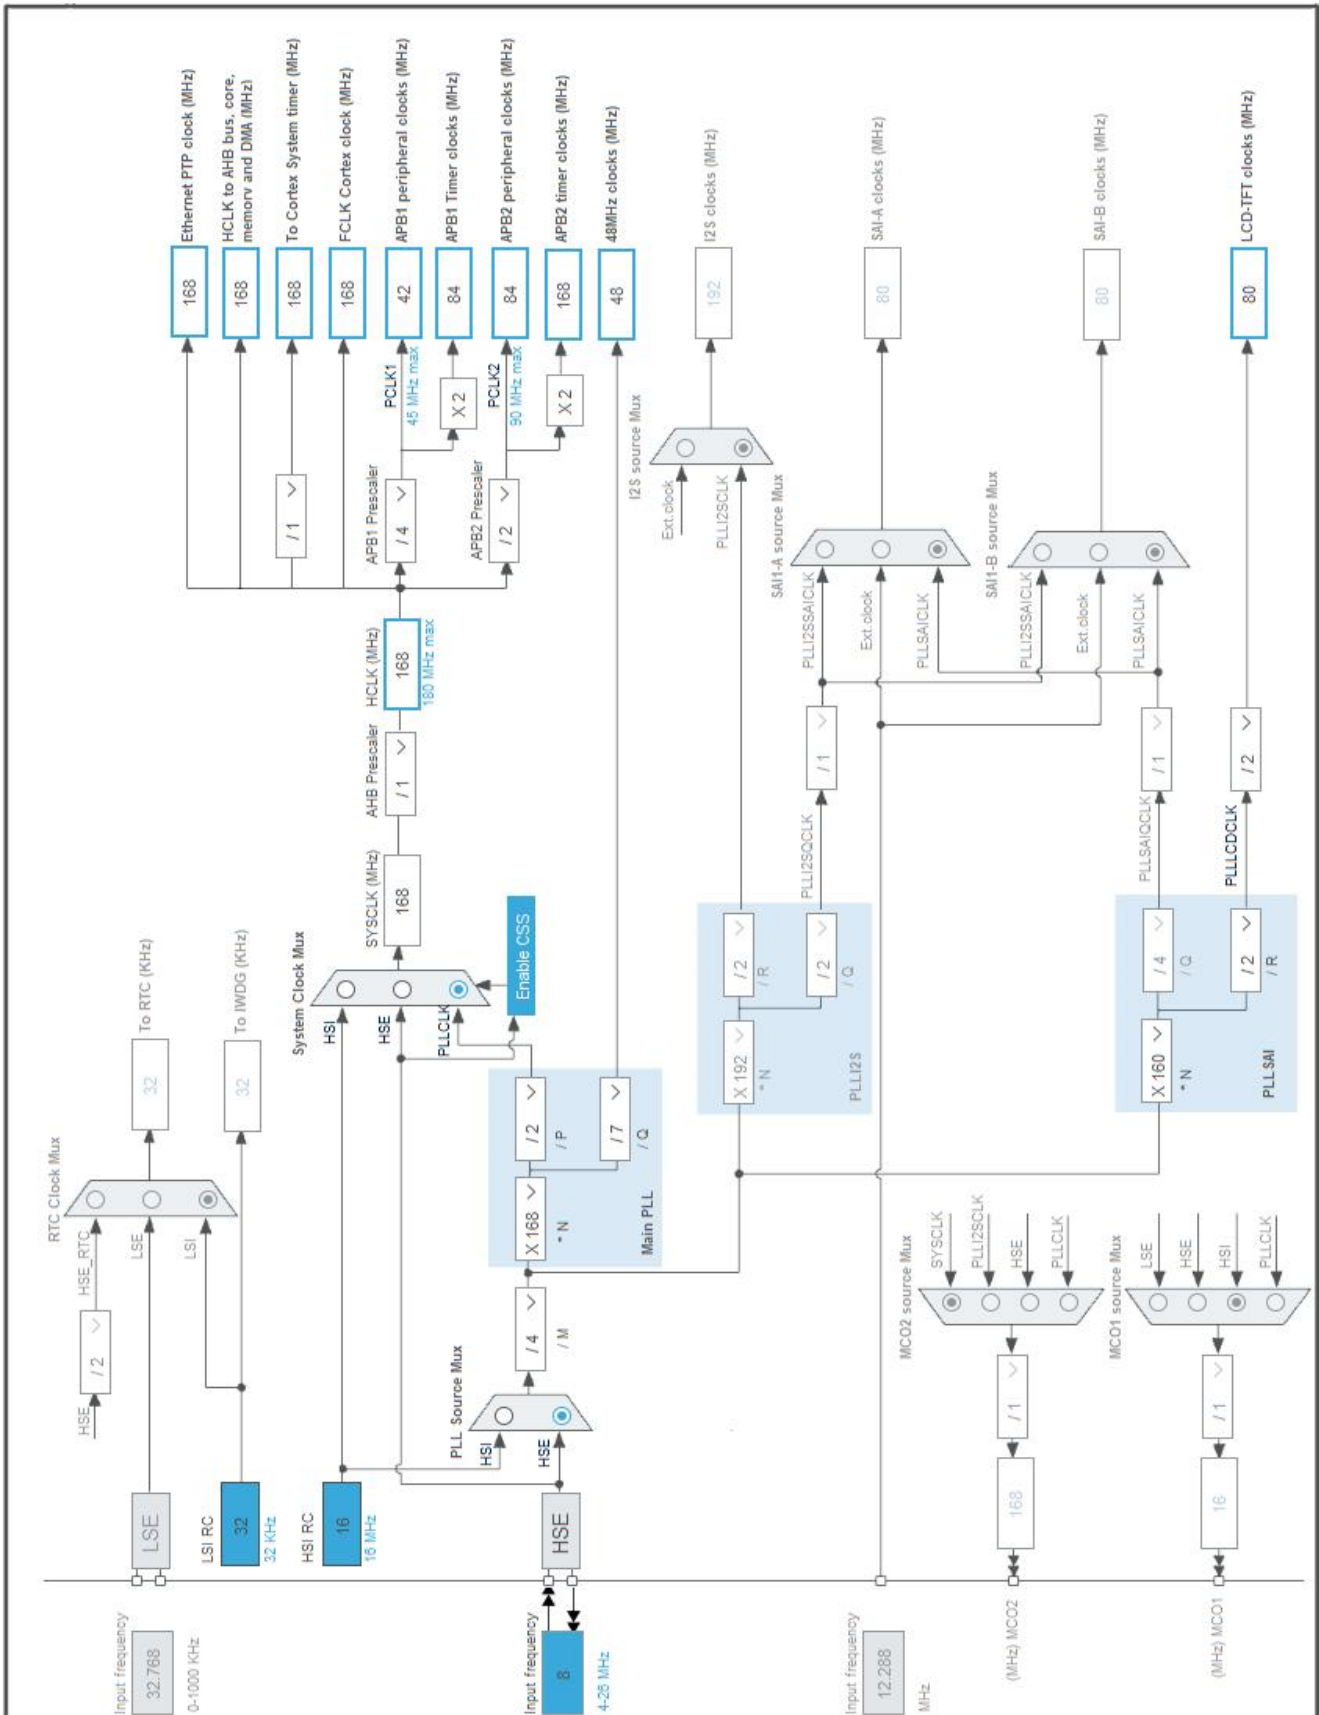 Input frequency
32.768
0-1000 KHz
LSE
HSE
/ 2
HSE_RTC
LSE
LSI
RTC Clock Mux
32
To RTC (KHz)
LSI RC
32
32 KHz
32
To IWDG (KHz)
HSI RC
16
16 MHz
Input frequency
8
4-26 MHz
HSE
PLL Source Mux
HSI
HSE
/ 4
/ M
X 168
* N
/ 2
/ P
/ 7
/ Q
Main PLL
System Clock Mux
HSI
HSE
PLLCLK
Enable CSS
SYSCLK (MHz)
168
AHB Prescaler
/ 1
HCLK (MHz)
168
180 MHz max
/ 1
APB1 Prescaler
/ 4
PCLK1
45 MHz max
X 2
APB2 Prescaler
/ 2
PCLK2
90 MHz max
X 2
168
Ethernet PTP clock (MHz)
168
HCLK to AHB bus, core,
memory and DMA (MHz)
168
To Cortex System timer (MHz)
168
FCLK Cortex clock (MHz)
42
APB1 peripheral clocks (MHz)
84
APB1 Timer clocks (MHz)
84
APB2 peripheral clocks (MHz)
168
APB2 timer clocks (MHz)
48
48MHz clocks (MHz)
X 192
* N
/ 2
/ R
/ 2
/ Q
PLLI2S
I2S source Mux
Ext.clock
PLLI2SCLK
192
I2S clocks (MHz)
PLLI2SQCLK
/ 1
SAI1-A source Mux
PLLI2SSAICLK
Ext.clock
PLLSAICLK
80
SAI-A clocks (MHz)
SAI1-B source Mux
PLLI2SSAICLK
Ext.clock
PLLSAICLK
80
SAI-B clocks (MHz)
X 160
* N
/ 4
/ Q
/ 2
/ R
PLLSAI
PLLSAIQCLK
/ 1
PLLLCDCLK
/ 2
80
LCD-TFT clocks (MHz)
Input frequency
12.288
MHz
MCO2 source Mux
SYSCLK
PLLI2SCLK
HSE
PLLCLK
/ 1
168
(MHz) MCO2
MCO1 source Mux
LSE
HSE
HSI
PLLCLK
/ 1
16
(MHz) MCO1